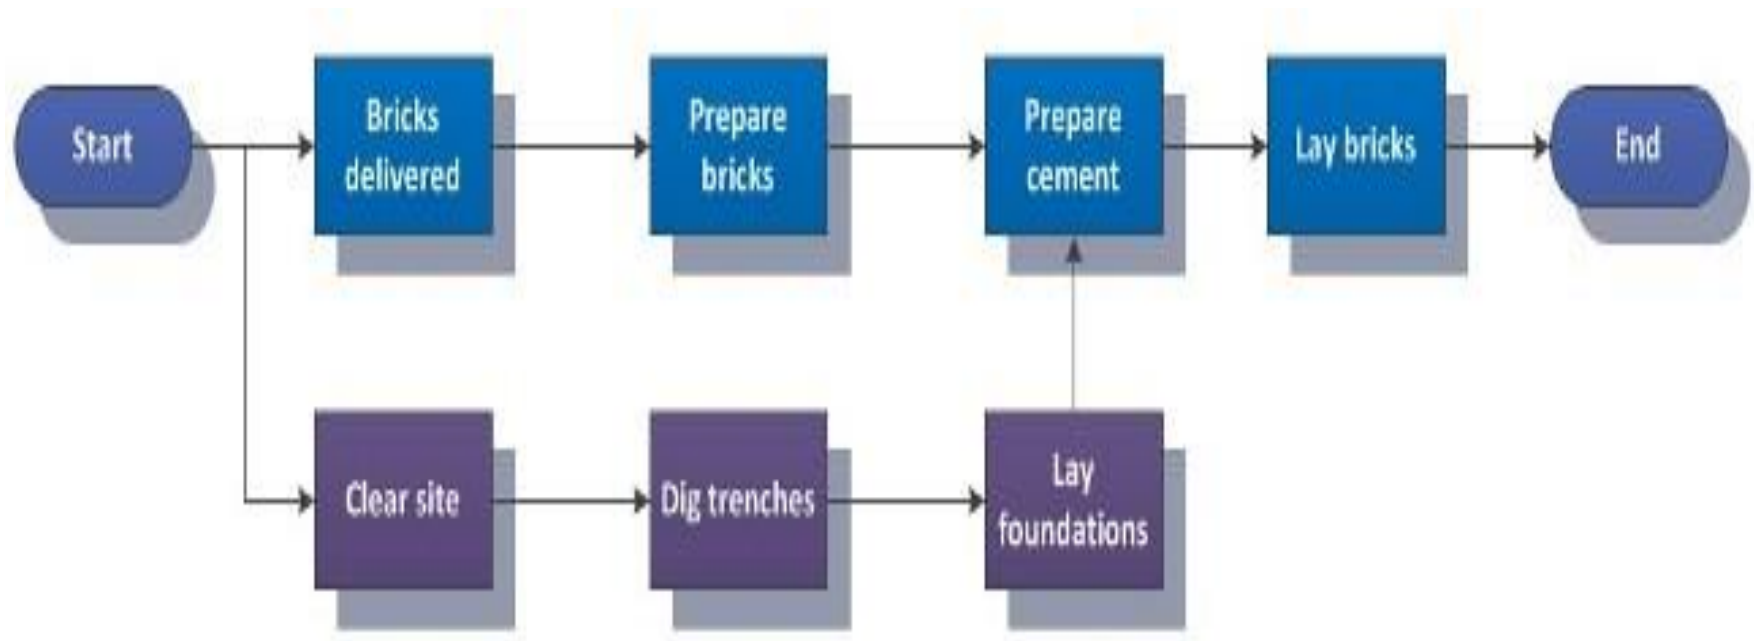 Start
Bricks
delivered
Prepare
bricks
Prepare
cement
Lay bricks
End
Clear site
Dig trenches
Lay
foundations